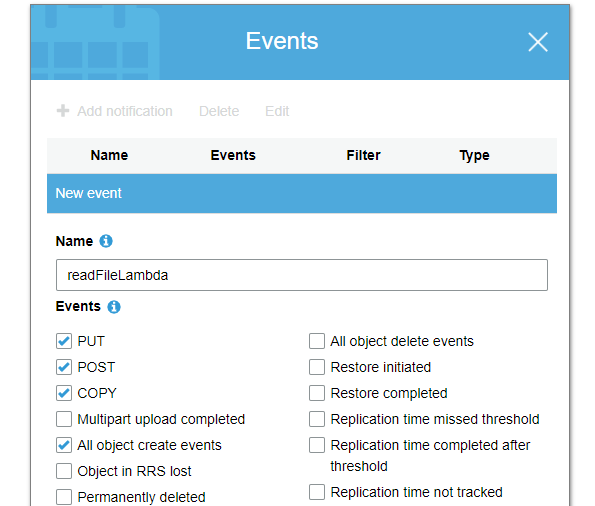 Events
Add notification Delete Edit
Name Events Filter Type
New event
Name
readFileLambda
Events
PUT
POST
COPY
Multipart upload completed
All object create events
Object in RRS lost
Permanently deleted
All object delete events
Restore initiated
Restore completed
Replication time missed threshold
Replication time completed after
threshold
Replication time not tracked